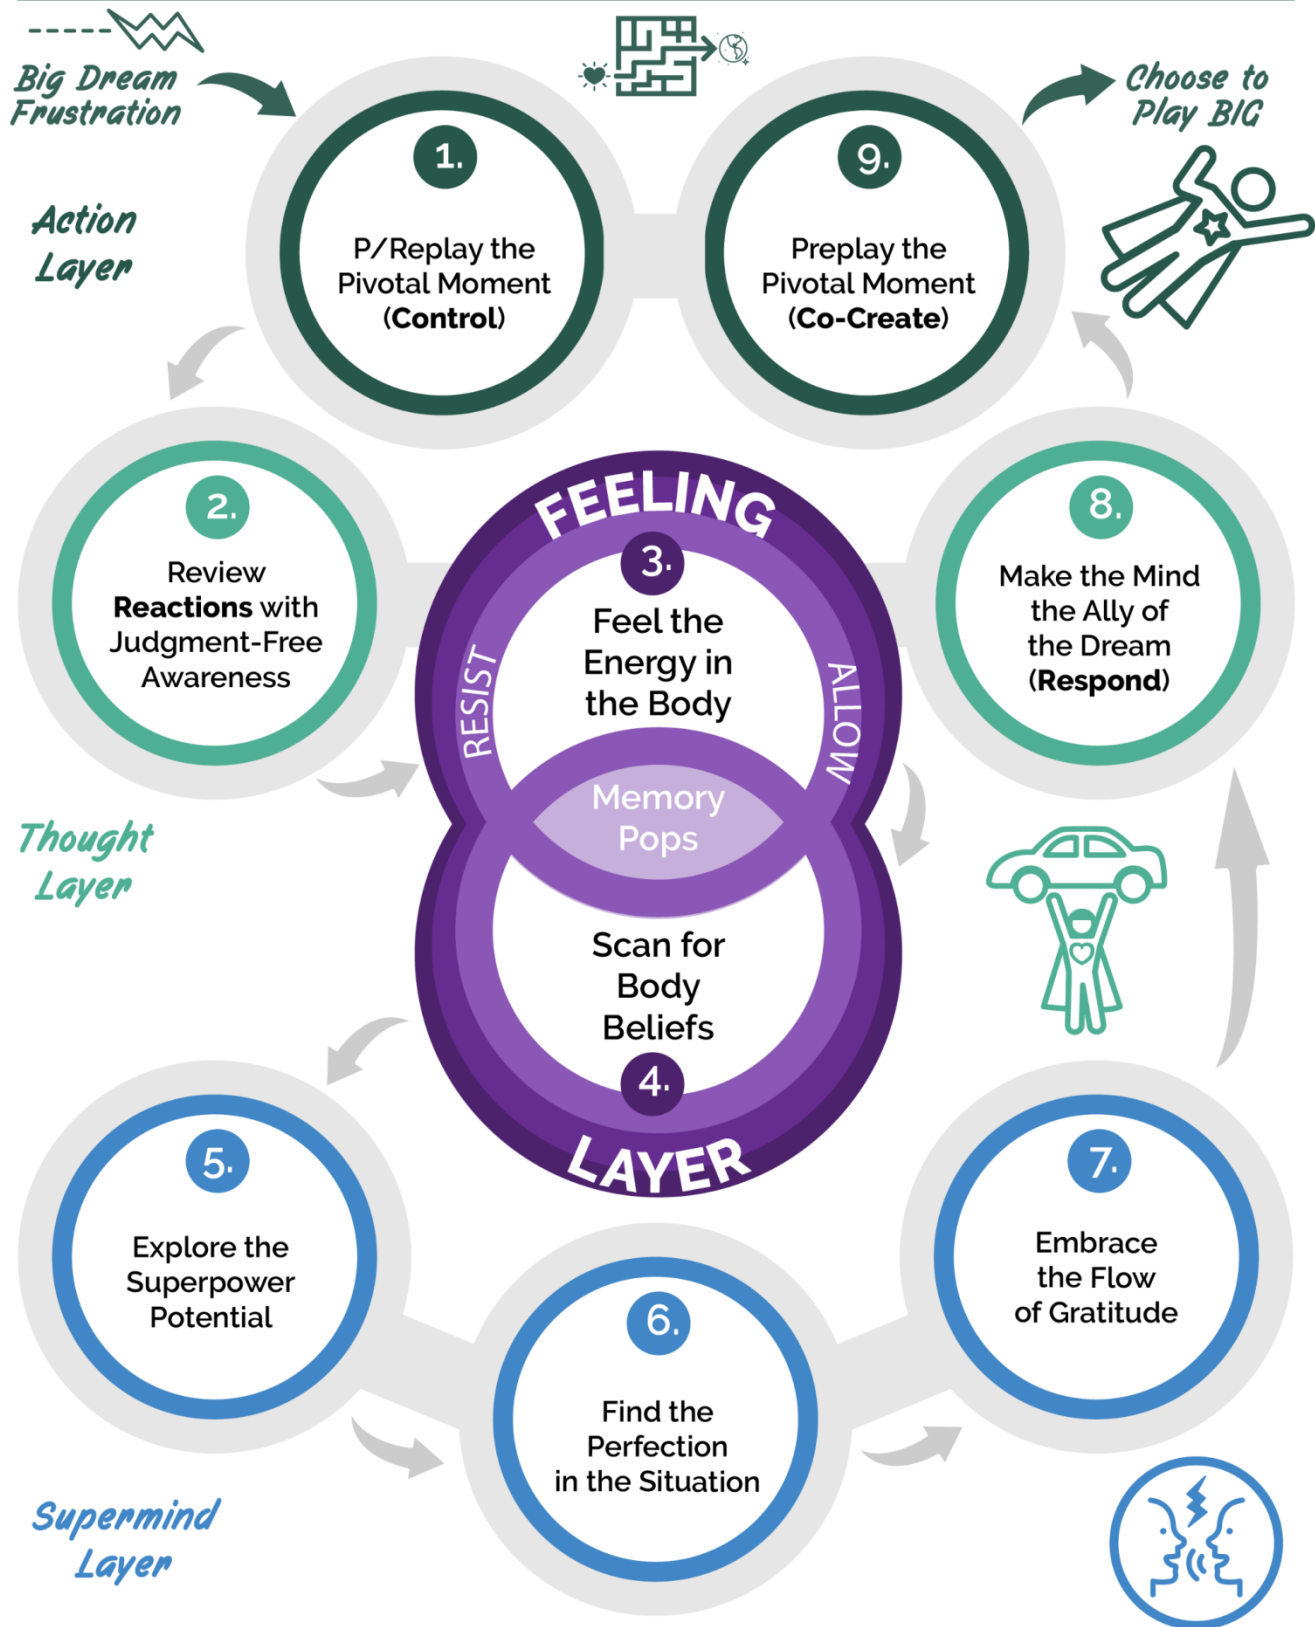 Big Dream
Frustration
Choose to
Play BIG
Action
Layer
1.
P/Replay the
Pivotal Moment
(Control)
9.
Preplay the
Pivotal Moment
(Co-Create)
2.
Review
Reactions with
Judgment-Free
Awareness
FEELING
3.
Feel the
Energy in
the Body
RESIST
ALLOW
Memory
Pops
Scan for
Body
Beliefs
4.
LAYER
8.
Make the Mind
the Ally of
the Dream
(Respond)
Thought
Layer
5.
Explore the
Superpower
Potential
6.
Find the
Perfection
in the Situation
7.
Embrace
the Flow
of Gratitude
Supermind
Layer